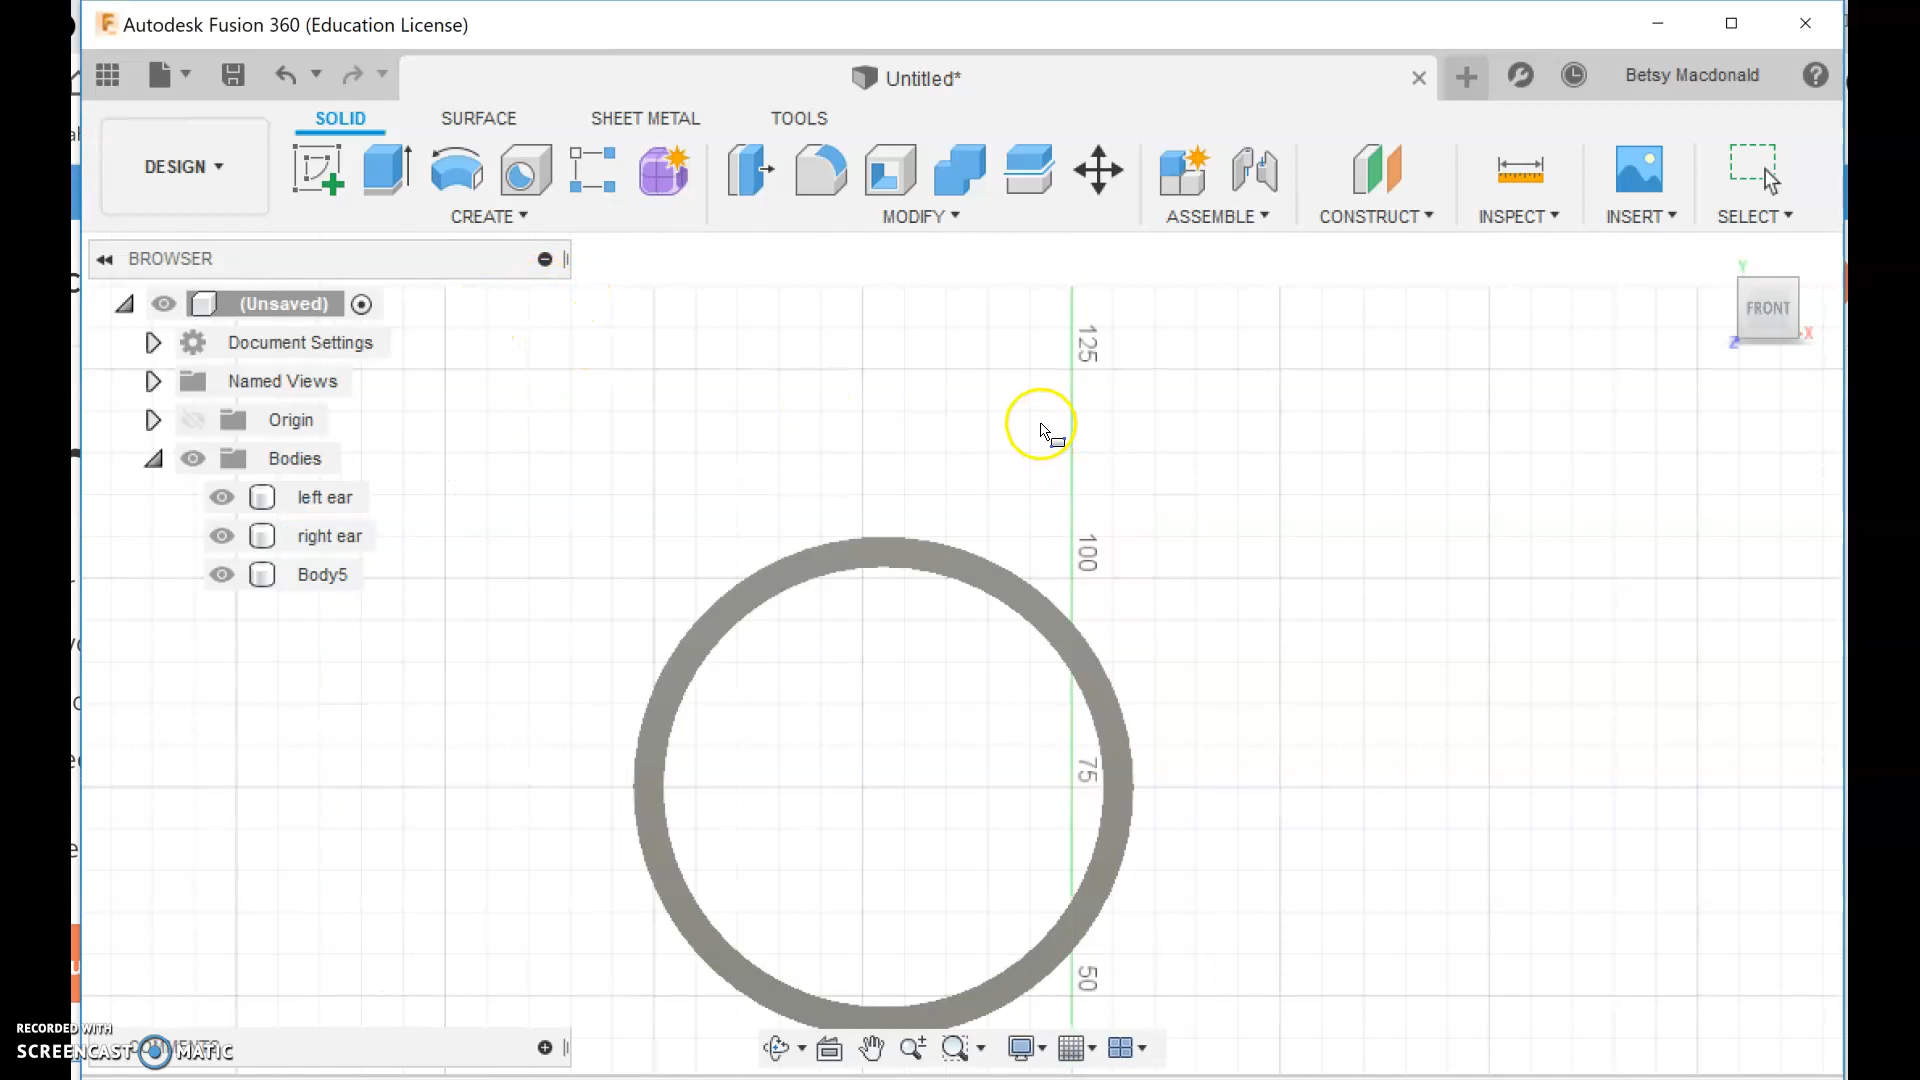 Autodesk Fusion 360 (Education License)
Untitled*
Betsy Macdonald
SOLID
SURFACE
SHEET METAL
TOOLS
DESIGN
CREATE
MODIFY
ASSEMBLE
CONSTRUCT
INSPECT
INSERT
SELECT
BROWSER
(Unsaved)
Document Settings
Named Views
Origin
Bodies
left ear
right ear
Body5
125
100
75
50
Y
FRONT
X
Z
RECORDED WITH
SCREENCAST MATIC